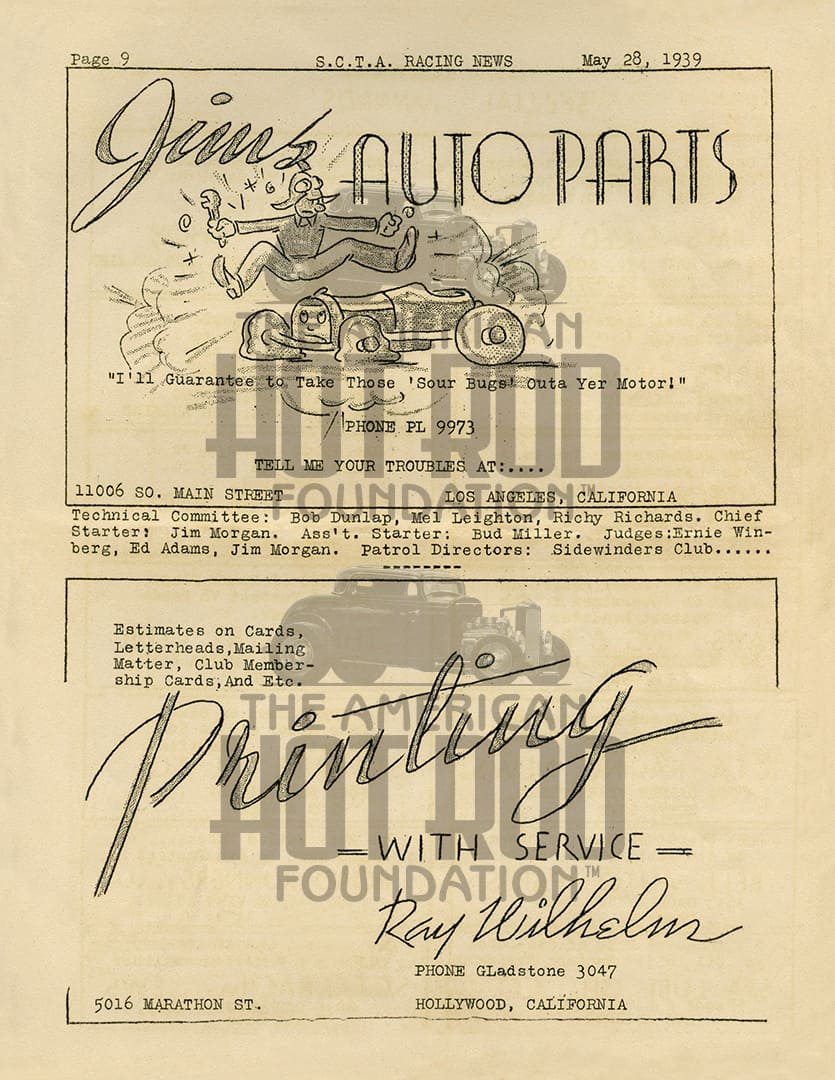 Page 9 S.C.T.A. RACING NEWS May 28, 1939
Jim's AUTO PARTS
"I'll Guarantee to Take Those 'Sour Bugs' Outa Yer Motor!"
PHONE PL 9973
TELL ME YOUR TROUBLES AT:....
11006 SO. MAIN STREET LOS ANGELES, CALIFORNIA
THE AMERICAN
HOT ROD
FOUNDATION™
Technical Committee: Bob Dunlap, Mel Leighton, Richy Richards. Chief
Starter: Jim Morgan. Ass't. Starter: Bud Miller. Judges:Ernie Win-
berg, Ed Adams, Jim Morgan. Patrol Directors: Sidewinders Club......
--------
Estimates on Cards,
Letterheads,Mailing
Matter, Club Member-
ship Cards,And Etc.
Printing
=WITH SERVICE=
Ray Wilhelm
PHONE GLadstone 3047
5016 MARATHON ST. HOLLYWOOD, CALIFORNIA
THE AMERICAN
HOT ROD
FOUNDATION™